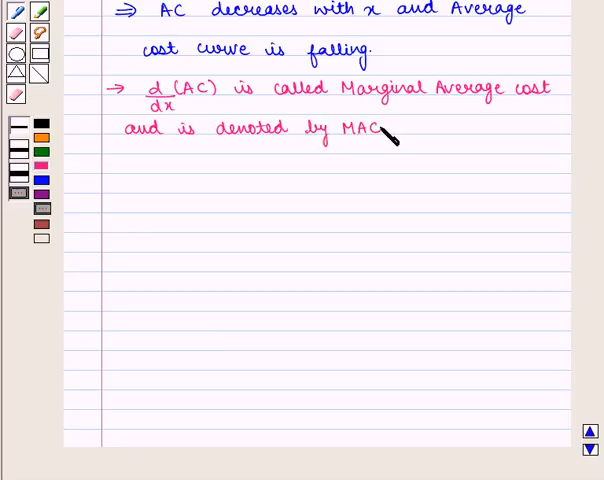 ⇒ AC decreases with x and Average
cost curve is falling.
→ d/dx (AC) is called Marginal Average cost
and is denoted by MAC